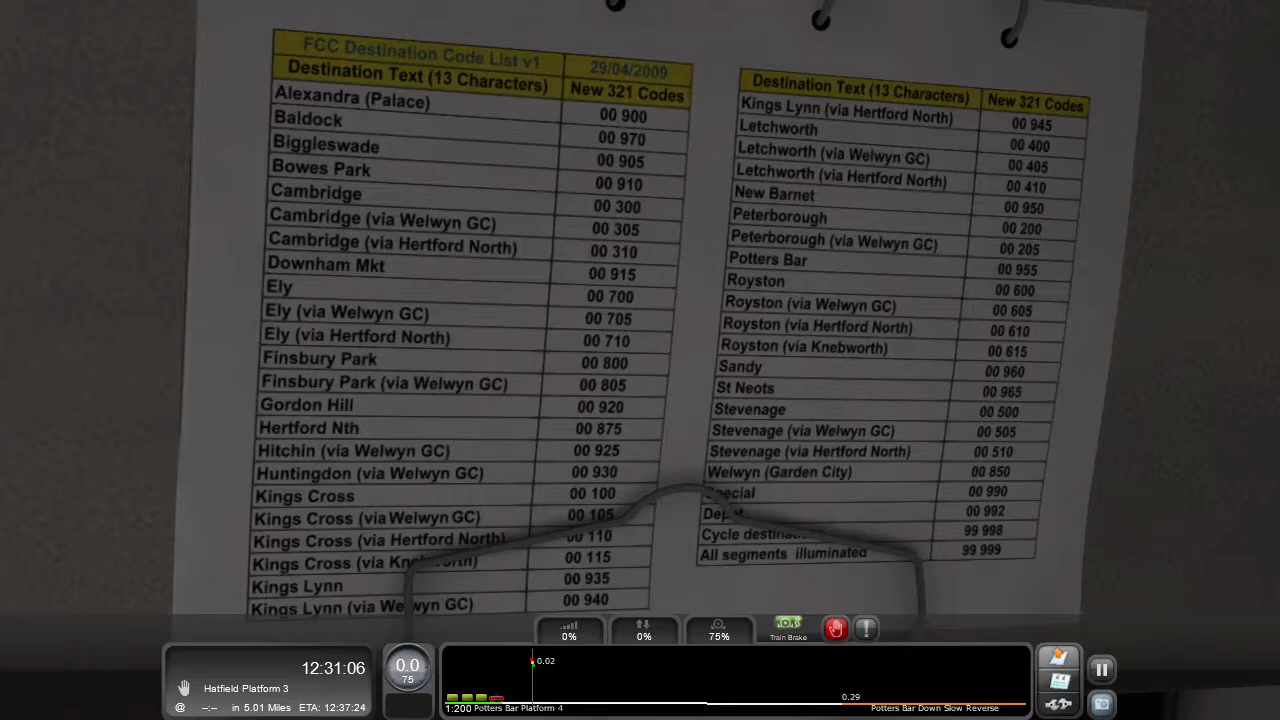 FCC Destination Code List v1 29/04/2009
Destination Text (13 Characters) New 321 Codes
Alexandra (Palace) 00 900
Baldock 00 970
Biggleswade 00 905
Bowes Park 00 910
Cambridge 00 300
Cambridge (via Welwyn GC) 00 305
Cambridge (via Hertford North) 00 310
Downham Mkt 00 915
Ely 00 700
Ely (via Welwyn GC) 00 705
Ely (via Hertford North) 00 710
Finsbury Park 00 800
Finsbury Park (via Welwyn GC) 00 805
Gordon Hill 00 920
Hertford Nth 00 875
Hitchin (via Welwyn GC) 00 925
Huntingdon (via Welwyn GC) 00 930
Kings Cross 00 100
Kings Cross (via Welwyn GC) 00 105
Kings Cross (via Hertford North) 00 110
Kings Cross (via Knebworth) 00 115
Kings Lynn 00 935
Kings Lynn (via Welwyn GC) 00 940
Destination Text (13 Characters) New 321 Codes
Kings Lynn (via Hertford North) 00 945
Letchworth 00 400
Letchworth (via Welwyn GC) 00 405
Letchworth (via Hertford North) 00 410
New Barnet 00 950
Peterborough 00 200
Peterborough (via Welwyn GC) 00 205
Potters Bar 00 955
Royston 00 600
Royston (via Welwyn GC) 00 605
Royston (via Hertford North) 00 610
Royston (via Knebworth) 00 615
Sandy 00 960
St Neots 00 965
Stevenage 00 500
Stevenage (via Welwyn GC) 00 505
Stevenage (via Hertford North) 00 510
Welwyn (Garden City) 00 850
Special 00 990
Depot 00 992
Cycle 99 998
All segments illuminated 99 999
0% 0% 75% Train Brake
12:31:06
Hatfield Platform 3
@ --:-- in 5.01 Miles ETA: 12:37:24
0.0
75
0.02
0.29
1:200 Potters Bar Platform 4 Potters Bar Down Slow Reverse